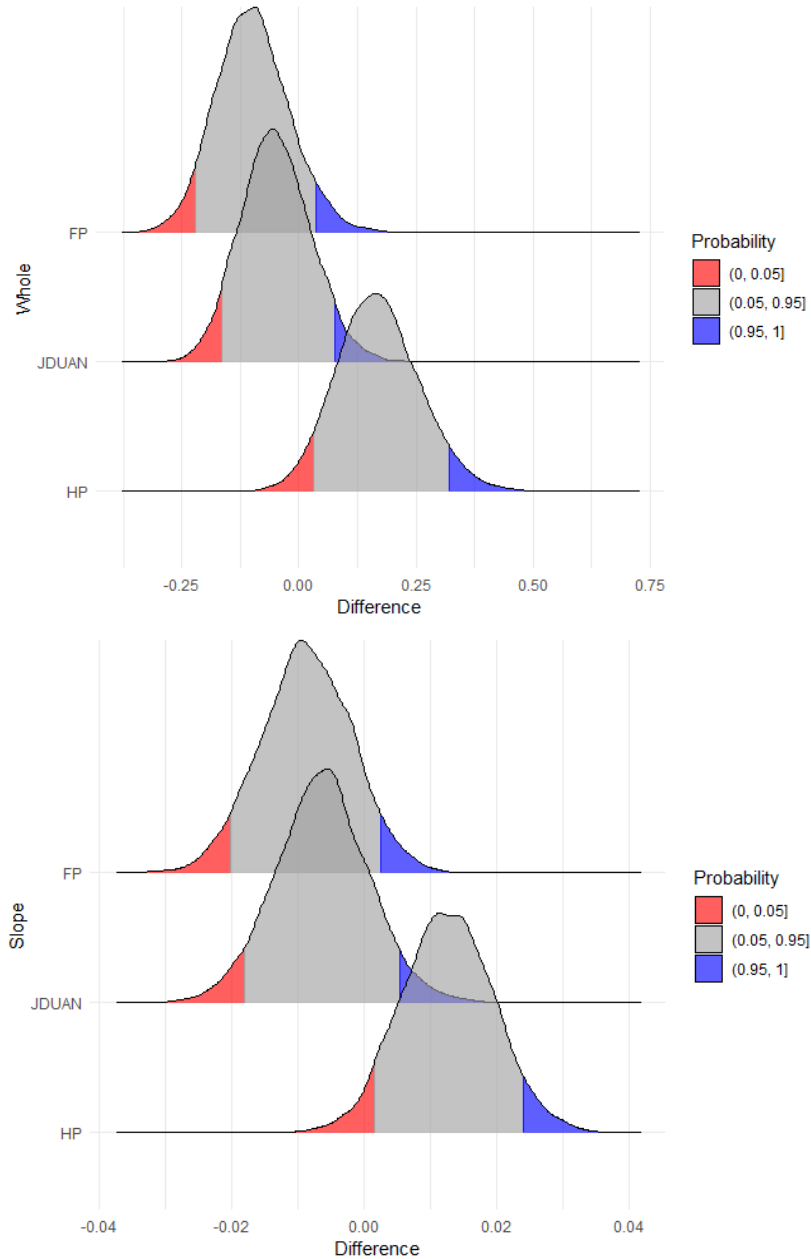 Whole
FP
JDUAN
HP
-0.25 0.00 0.25 0.50 0.75
Difference
Probability
(0, 0.05]
(0.05, 0.95]
(0.95, 1]
Slope
FP
JDUAN
HP
-0.04 -0.02 0.00 0.02 0.04
Difference
Probability
(0, 0.05]
(0.05, 0.95]
(0.95, 1]